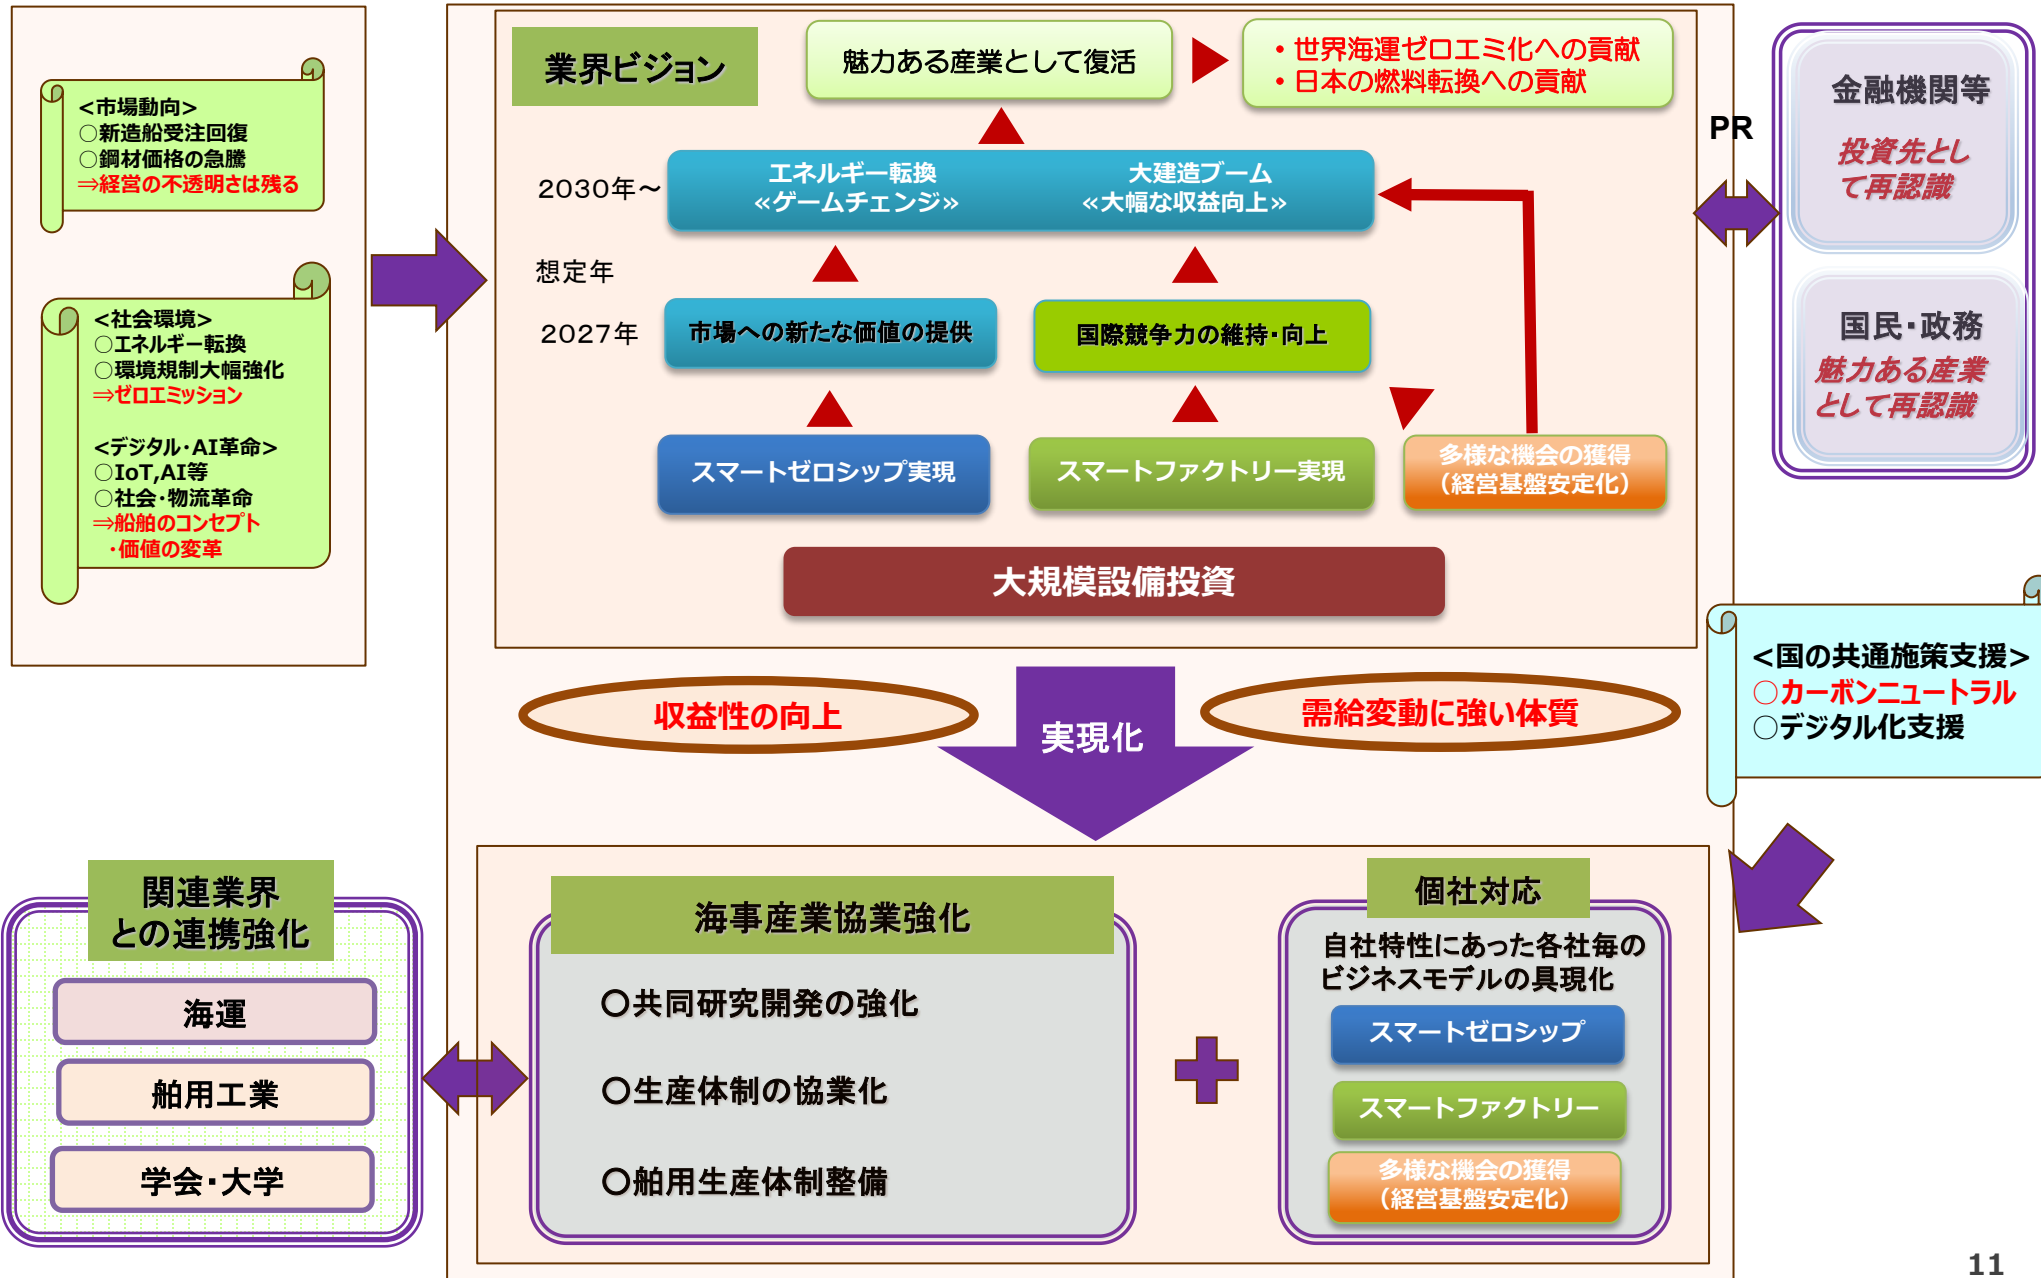 <市場動向>
○新造船受注回復
○鋼材価格の急騰
⇒経営の不透明さは残る
<社会環境>
○エネルギー転換
○環境規制大幅強化
⇒ゼロエミッション
<デジタル・AI革命>
○IoT,AI等
○社会・物流革命
⇒船舶のコンセプト
・価値の変革
業界ビジョン
魅力ある産業として復活
・世界海運ゼロエミ化への貢献
・日本の燃料転換への貢献
2030年～
エネルギー転換
≪ゲームチェンジ≫
大建造ブーム
≪大幅な収益向上≫
想定年
2027年
市場への新たな価値の提供
国際競争力の維持・向上
スマートゼロシップ実現
スマートファクトリー実現
多様な機会の獲得
（経営基盤安定化）
大規模設備投資
PR
金融機関等
投資先とし
て再認識
国民・政務
魅力ある産業
として再認識
<国の共通施策支援>
○カーボンニュートラル
○デジタル化支援
収益性の向上
実現化
需給変動に強い体質
関連業界
との連携強化
海運
舶用工業
学会・大学
海事産業協業強化
○共同研究開発の強化
○生産体制の協業化
○舶用生産体制整備
個社対応
自社特性にあった各社毎の
ビジネスモデルの具現化
スマートゼロシップ
スマートファクトリー
多様な機会の獲得
（経営基盤安定化）
11